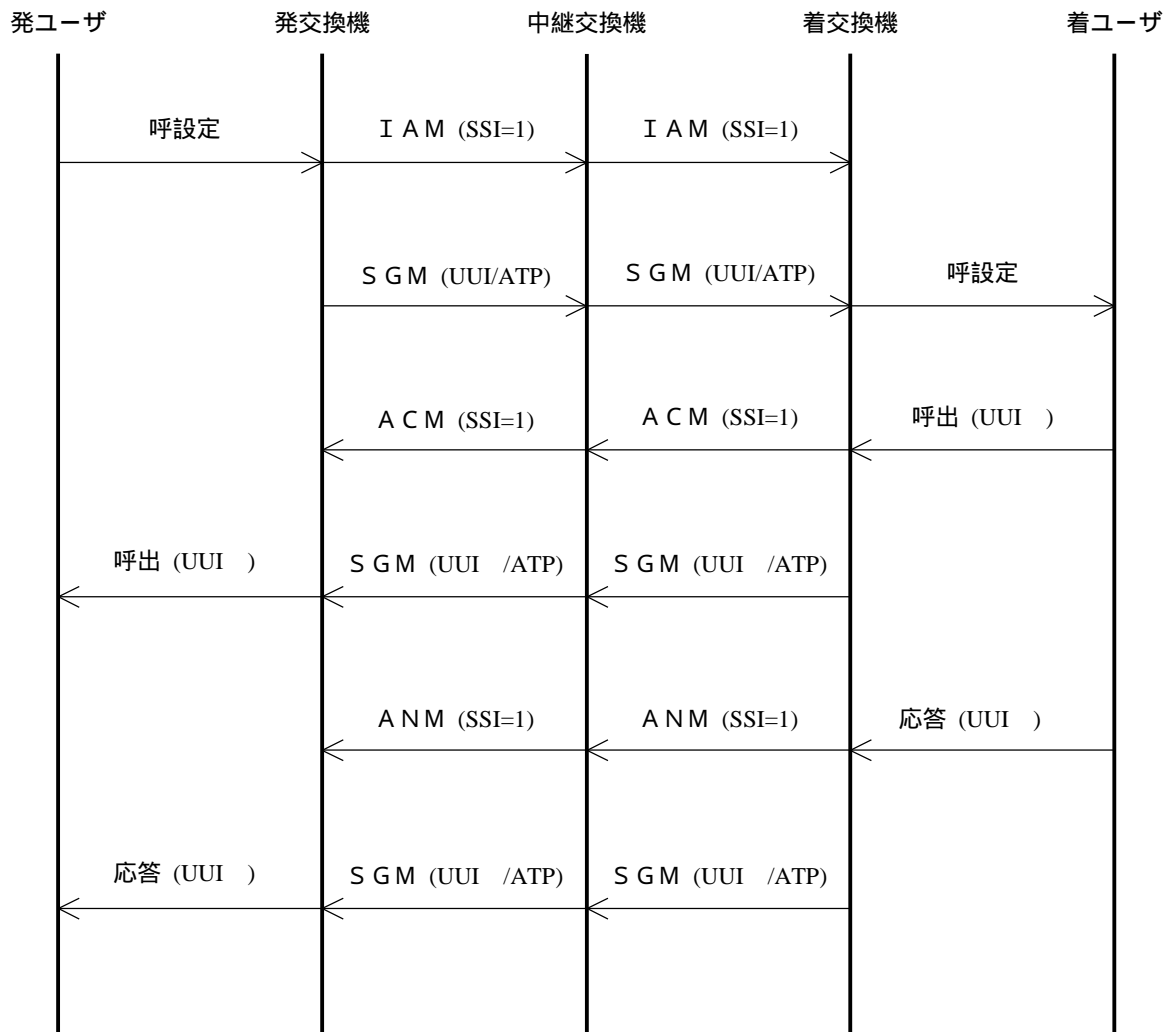 発ユーザ 発交換機 中継交換機 着交換機 着ユーザ
呼設定 ＩＡＭ (SSI=1) ＩＡＭ (SSI=1)
ＳＧＭ (UUI/ATP) ＳＧＭ (UUI/ATP) 呼設定
ＡＣＭ (SSI=1) ＡＣＭ (SSI=1) 呼出 (UUI　)
呼出 (UUI　) ＳＧＭ (UUI　/ATP) ＳＧＭ (UUI　/ATP)
ＡＮＭ (SSI=1) ＡＮＭ (SSI=1) 応答 (UUI　)
応答 (UUI　) ＳＧＭ (UUI　/ATP) ＳＧＭ (UUI　/ATP)